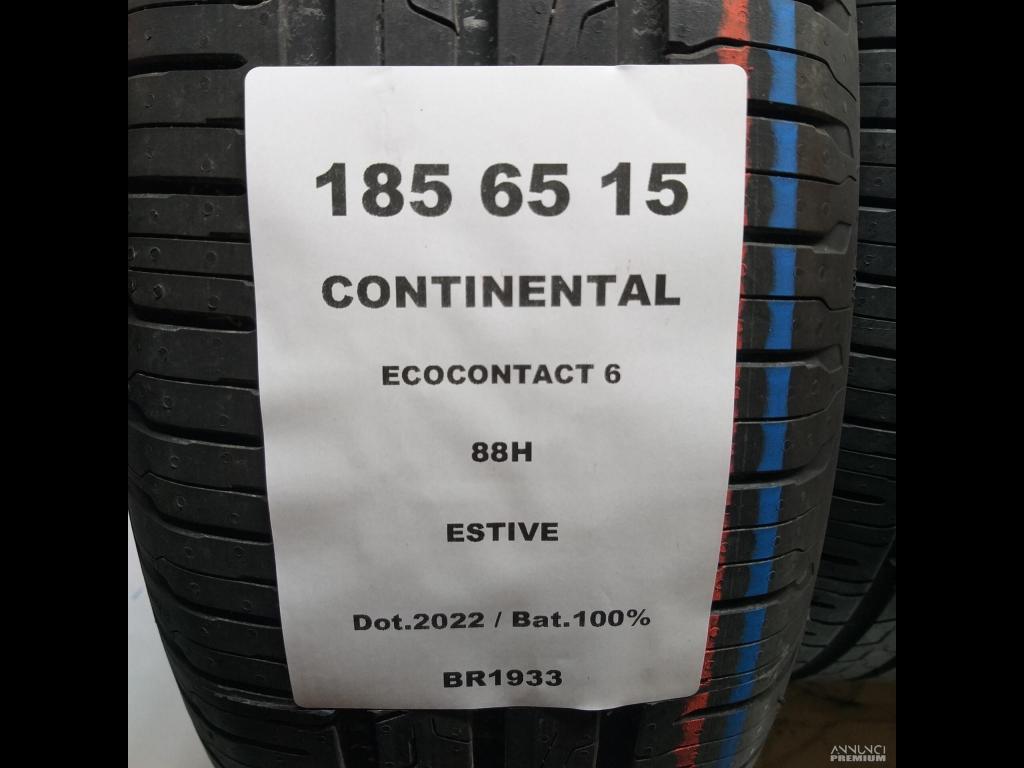 185 65 15
CONTINENTAL
ECOCONTACT 6
88H
ESTIVE
Dot.2022 / Bat.100%
BR1933
ANNUNCI
PREMIUM